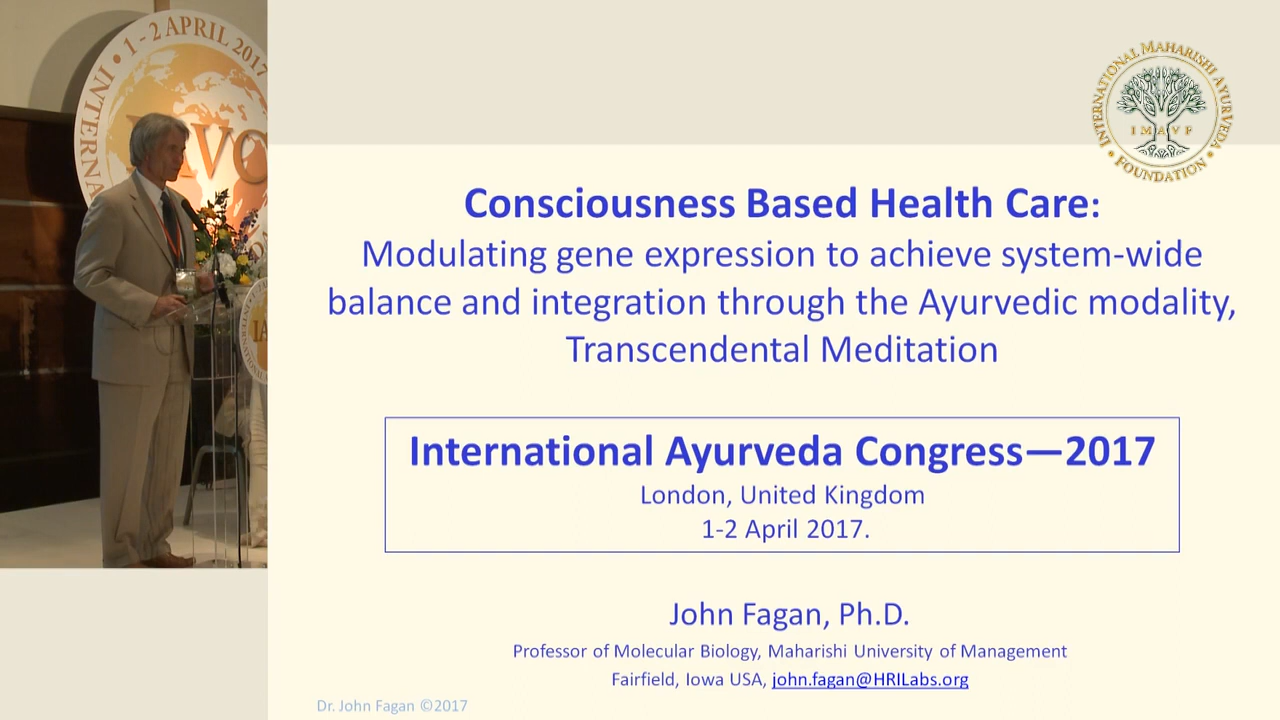 1-2 APRIL 2017
INTERNA
AVC
IA
INTERNATIONAL MAHARISHI AYURVEDA
IMAVF
FOUNDATION
Consciousness Based Health Care:
Modulating gene expression to achieve system-wide
balance and integration through the Ayurvedic modality,
Transcendental Meditation
International Ayurveda Congress—2017
London, United Kingdom
1-2 April 2017.
John Fagan, Ph.D.
Professor of Molecular Biology, Maharishi University of Management
Fairfield, Iowa USA, john.fagan@HRILabs.org
Dr. John Fagan ©2017